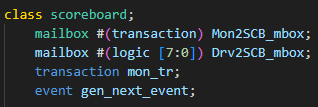 class scoreboard;
mailbox #(transaction) Mon2SCB_mbox;
mailbox #(logic [7:0]) Drv2SCB_mbox;
transaction mon_tr;
event gen_next_event;